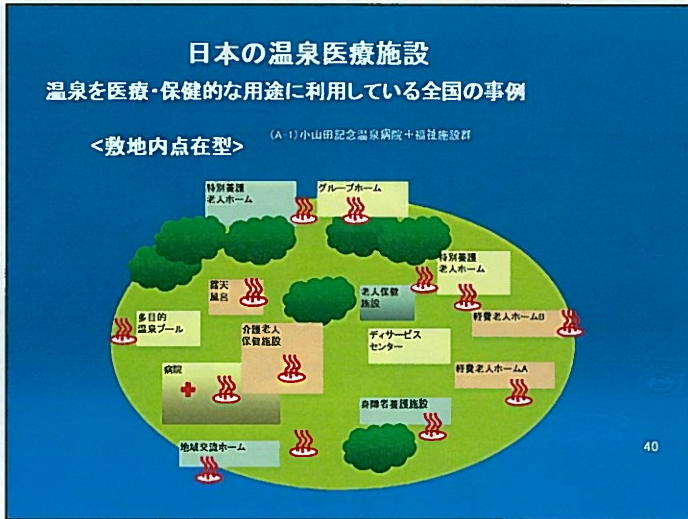 日本の温泉医療施設
温泉を医療・保健的な用途に利用している全国の事例
<敷地内点在型>
(A-1)小山田記念温泉病院+福祉施設群
特別養護
老人ホーム
グループホーム
特別養護
老人ホーム
露天
風呂
老人保健
施設
多目的
温泉プール
介護老人
保健施設
軽費老人ホームB
デイサービス
センター
病院
軽費老人ホームA
身障者養護施設
地域交流ホーム
40